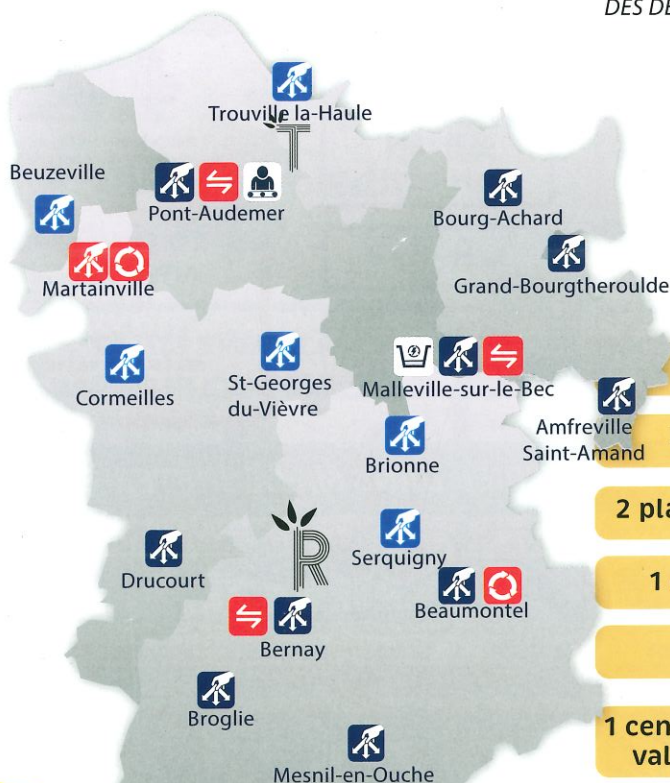 DES DÉ
Trouville la-Haule
T
Beuzeville
Pont-Audemer
Bourg-Achard
Martainville
Grand-Bourgtheroulde
Cormeilles
St-Georges
du-Vièvre
Malleville-sur-le-Bec
Amfreville
Saint-Amand
Brionne
2 pla
R
Serquigny
Drucourt
1
Beaumontel
Bernay
Broglie
1 cen
val
Mesnil-en-Ouche